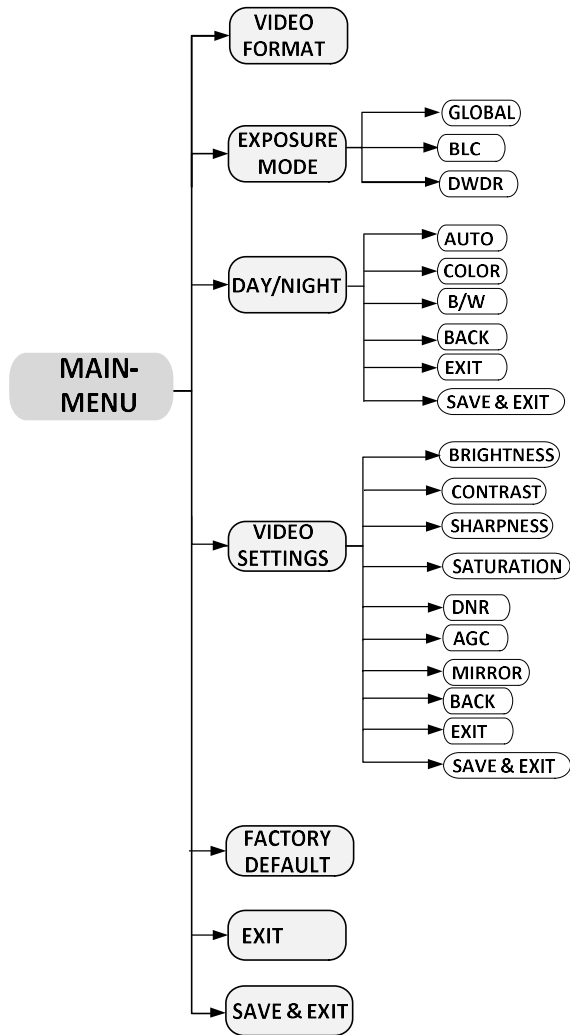 MAIN-
MENU
VIDEO
FORMAT
EXPOSURE
MODE
GLOBAL
BLC
DWDR
DAY/NIGHT
AUTO
COLOR
B/W
BACK
EXIT
SAVE & EXIT
VIDEO
SETTINGS
BRIGHTNESS
CONTRAST
SHARPNESS
SATURATION
DNR
AGC
MIRROR
BACK
EXIT
SAVE & EXIT
FACTORY
DEFAULT
EXIT
SAVE & EXIT